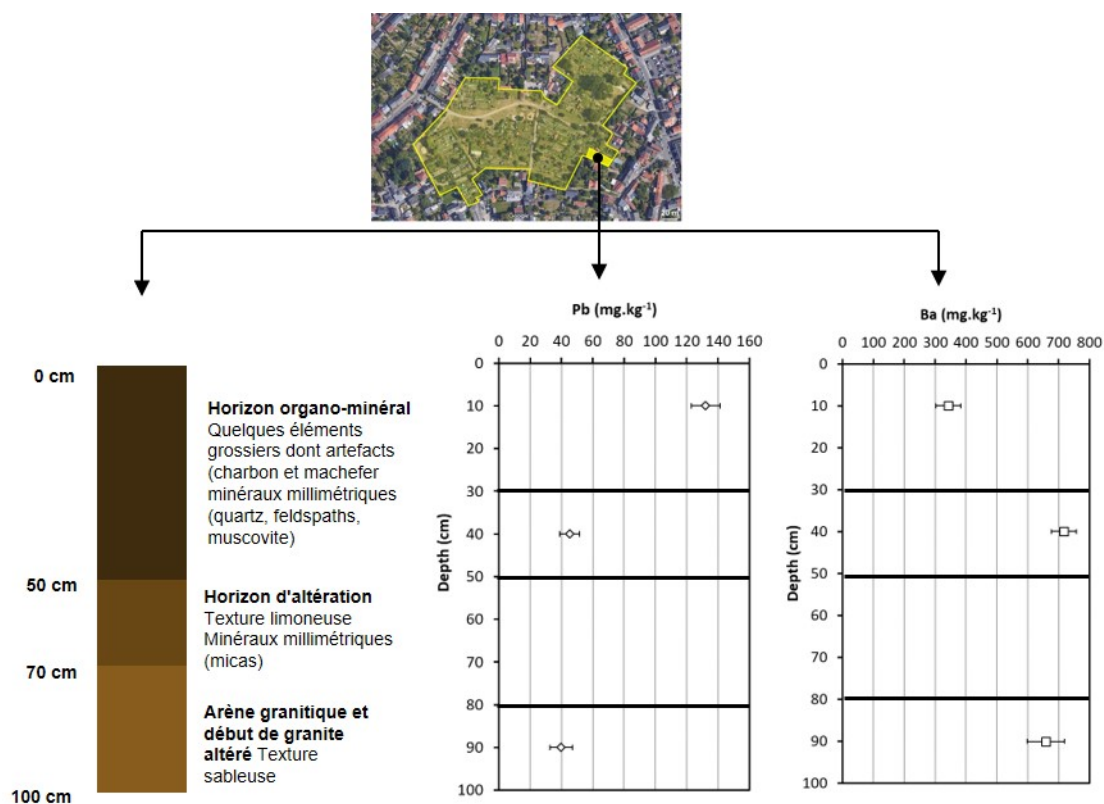 20 m
0 cm
50 cm
70 cm
100 cm
Horizon organo-minéral
Quelques éléments
grossiers dont artefacts
(charbon et machefer
minéraux millimétriques
(quartz, feldspaths,
muscovite)
Horizon d'altération
Texture limoneuse
Minéraux millimétriques
(micas)
Arène granitique et
début de granite
altéré Texture
sableuse
Pb (mg.kg-1)
0 20 40 60 80 100 120 140 160
Depth (cm)
0
10
20
30
40
50
60
70
80
90
100
Ba (mg.kg-1)
0 100 200 300 400 500 600 700 800
Depth (cm)
0
10
20
30
40
50
60
70
80
90
100